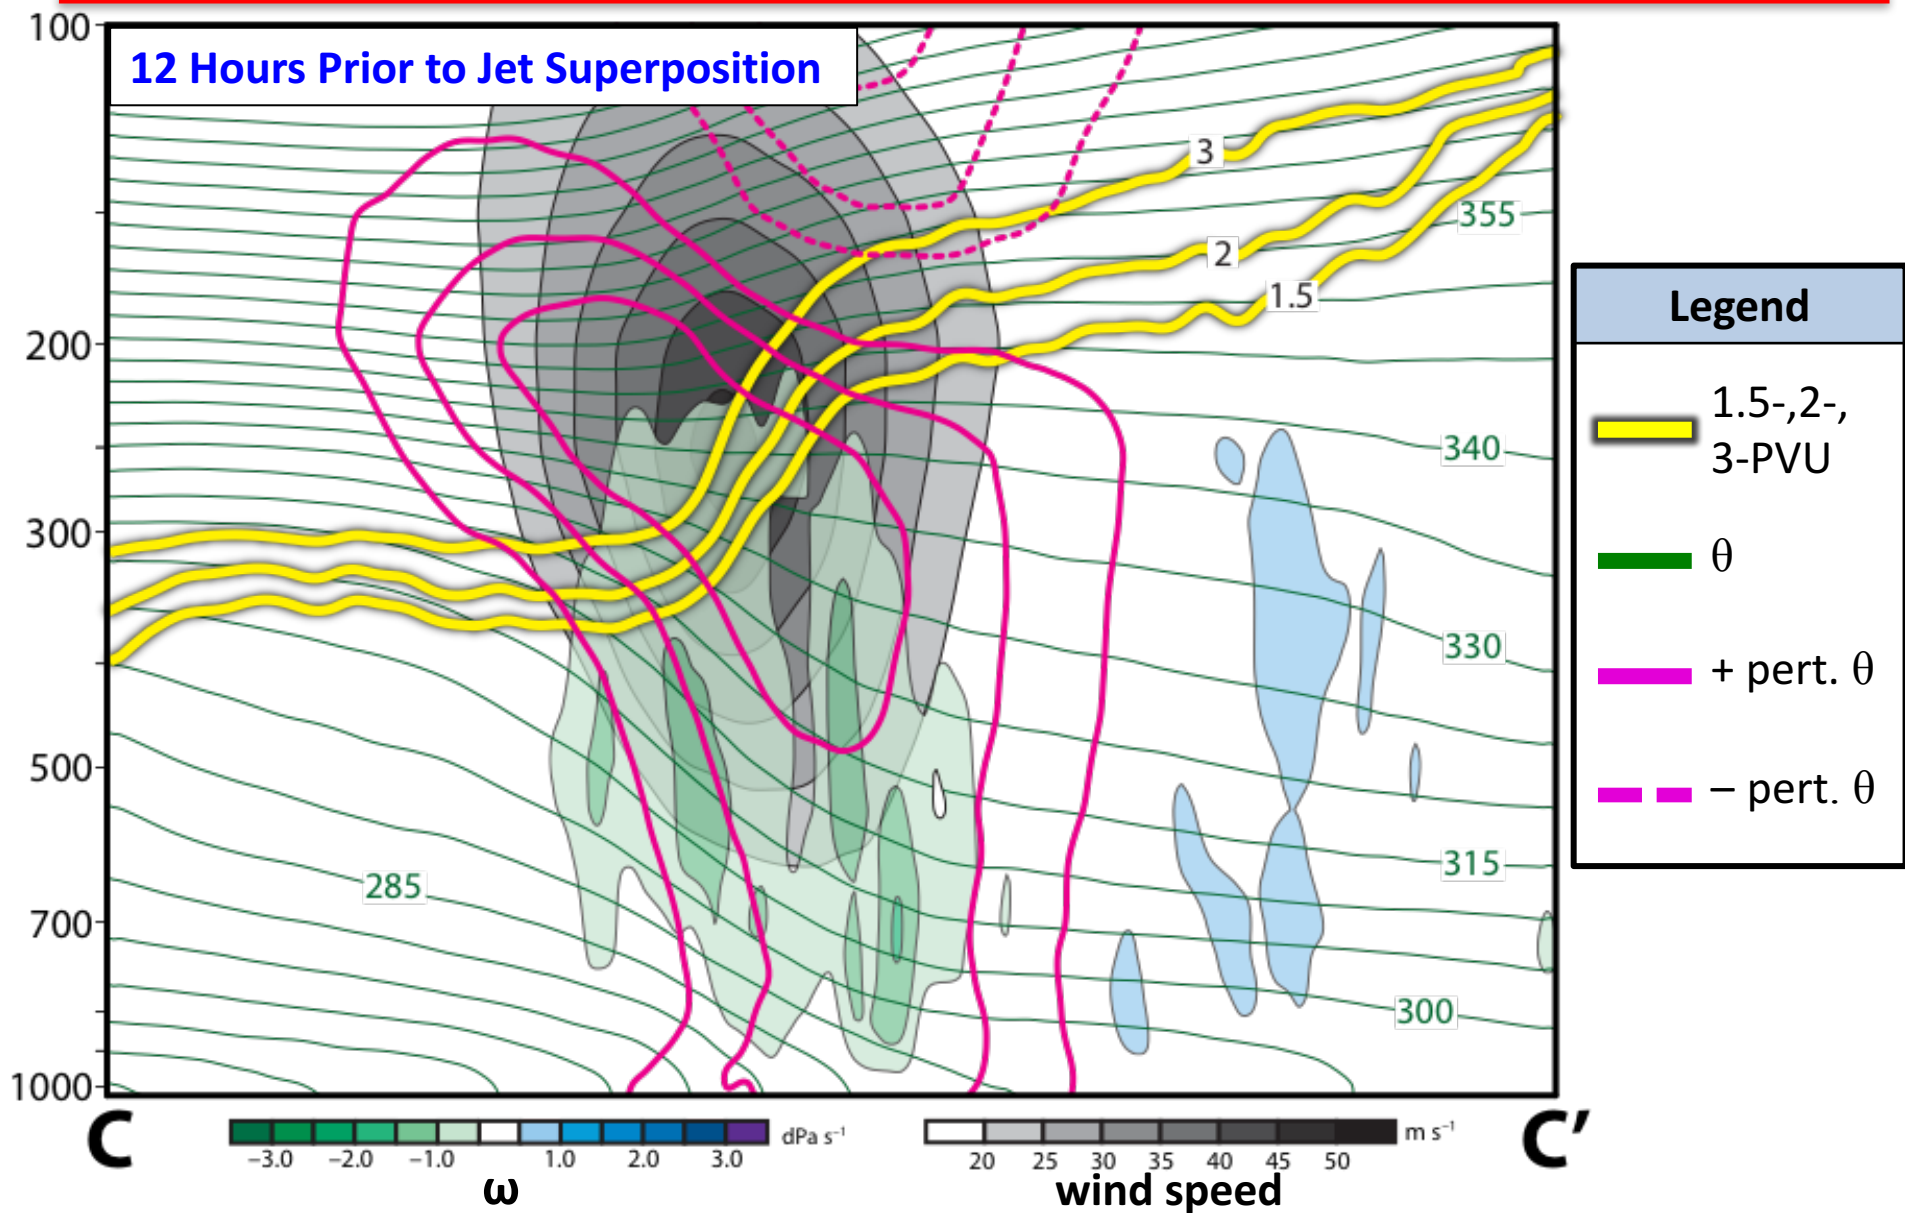 12 Hours Prior to Jet Superposition
100
200
300
500
700
1000
3
2
1.5
355
340
330
315
300
285
Legend
1.5-,2-,
3-PVU
θ
+ pert. θ
– pert. θ
C
C′
−3.0 −2.0 −1.0 1.0 2.0 3.0 dPa s⁻¹
ω
20 25 30 35 40 45 50 m s⁻¹
wind speed